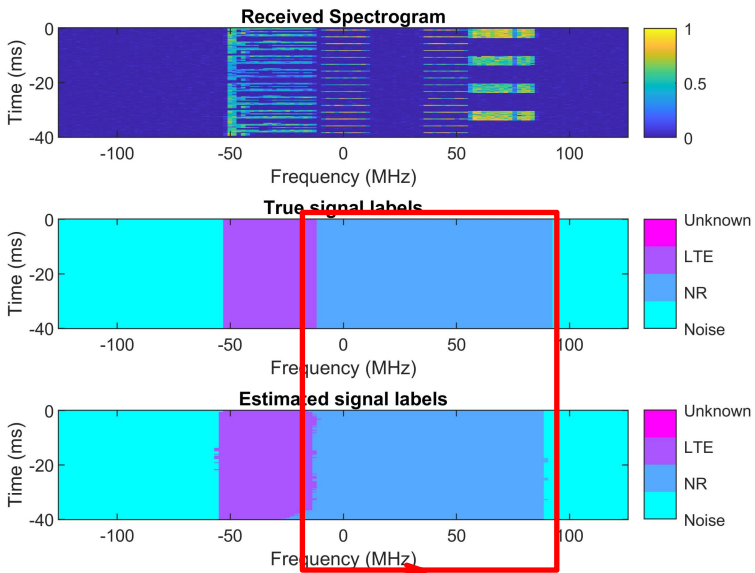 Received Spectrogram
Time (ms)
0
-20
-40
-100
-50
0
50
100
Frequency (MHz)
1
0.5
0
True signal labels
Time (ms)
0
-20
-40
-100
-50
0
50
100
Frequency (MHz)
Unknown
LTE
NR
Noise
Estimated signal labels
Time (ms)
0
-20
-40
-100
-50
0
50
100
Frequency (MHz)
Unknown
LTE
NR
Noise